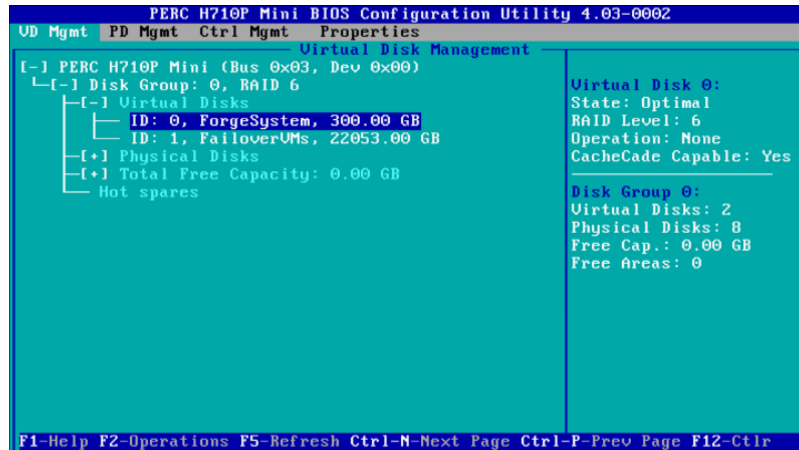 PERC H710P Mini BIOS Configuration Utility 4.03-0002
VD Mgmt PD Mgmt Ctrl Mgmt Properties
Virtual Disk Management
[-] PERC H710P Mini (Bus 0x03, Dev 0x00)
[-] Disk Group: 0, RAID 6
[-] Virtual Disks
ID: 0, ForgeSystem, 300.00 GB
ID: 1, FailoverVMs, 22053.00 GB
[+] Physical Disks
[+] Total Free Capacity: 0.00 GB
Hot spares
Virtual Disk 0:
State: Optimal
RAID Level: 6
Operation: None
CacheCade Capable: Yes
Disk Group 0:
Virtual Disks: 2
Physical Disks: 8
Free Cap.: 0.00 GB
Free Areas: 0
F1-Help F2-Operations F5-Refresh Ctrl-N-Next Page Ctrl-P-Prev Page F12-Ctlr